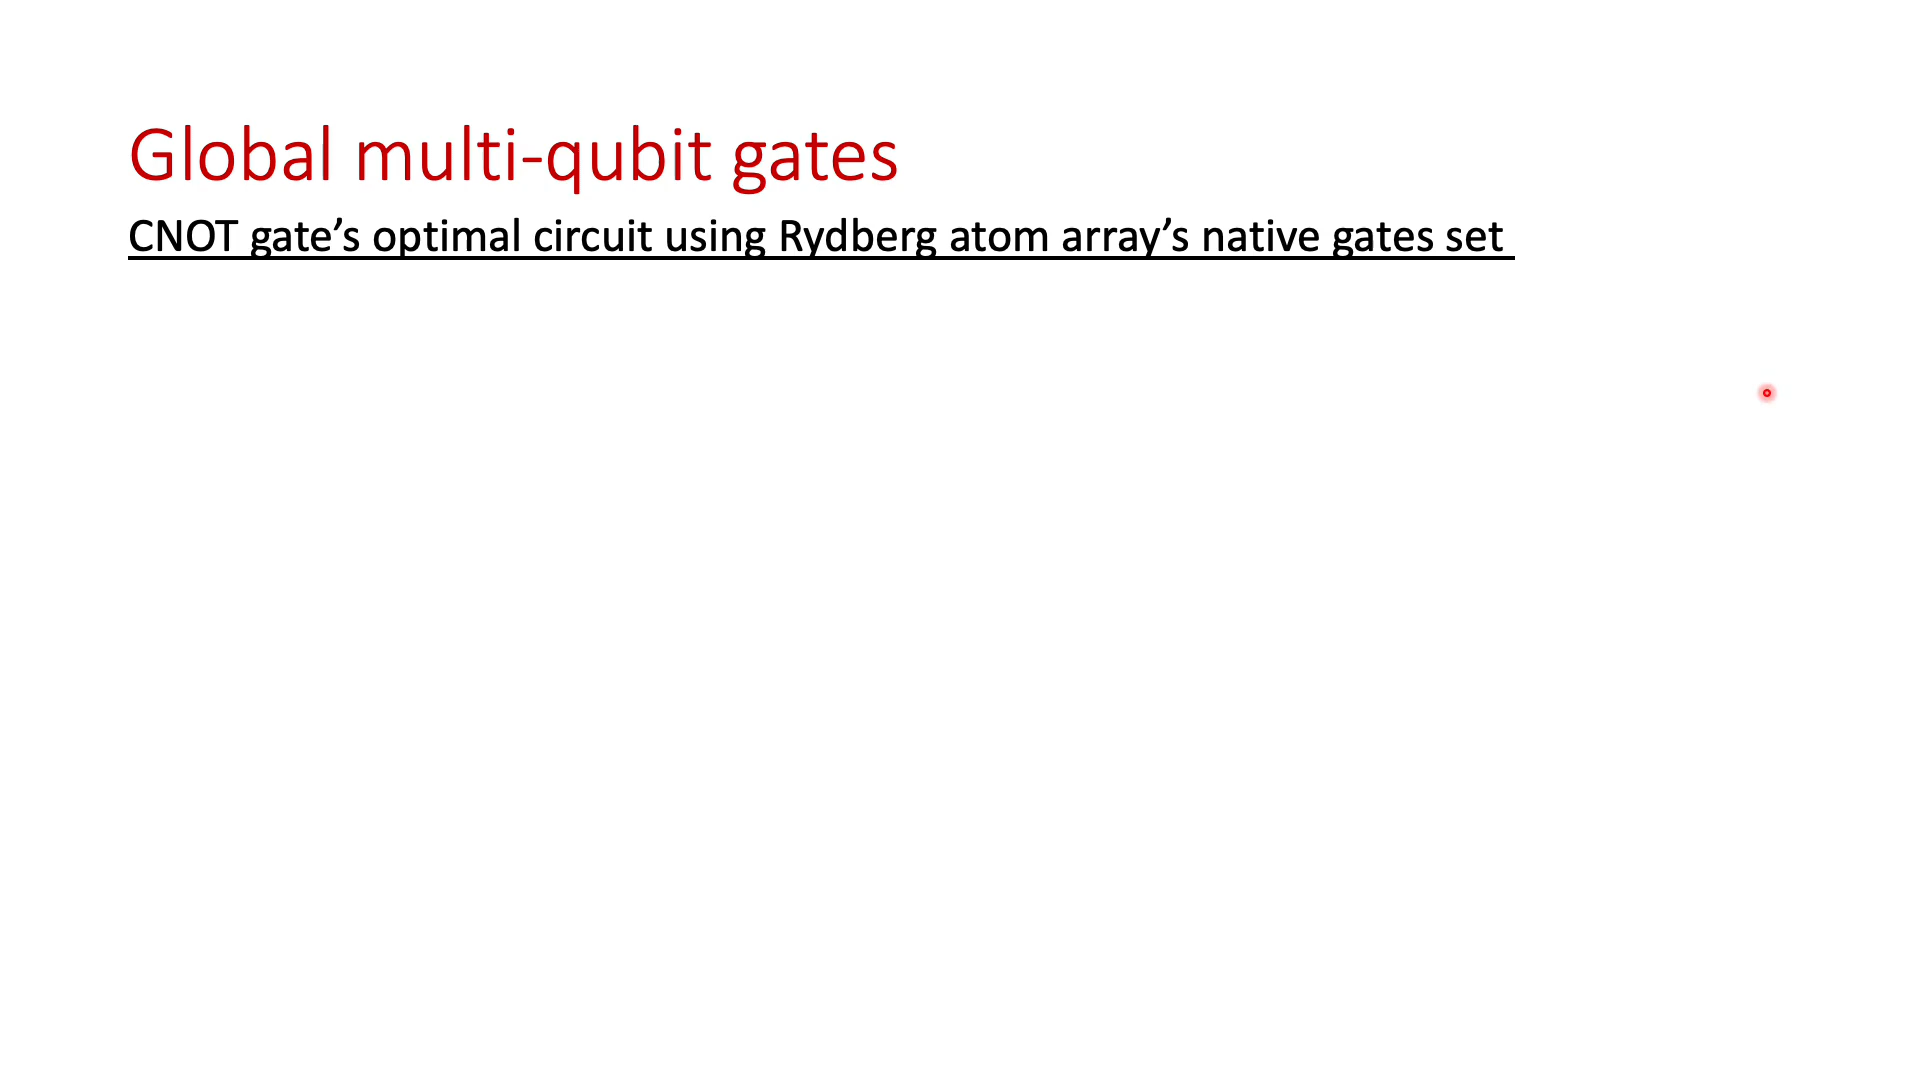 Global multi-qubit gates
CNOT gate’s optimal circuit using Rydberg atom array’s native gates set